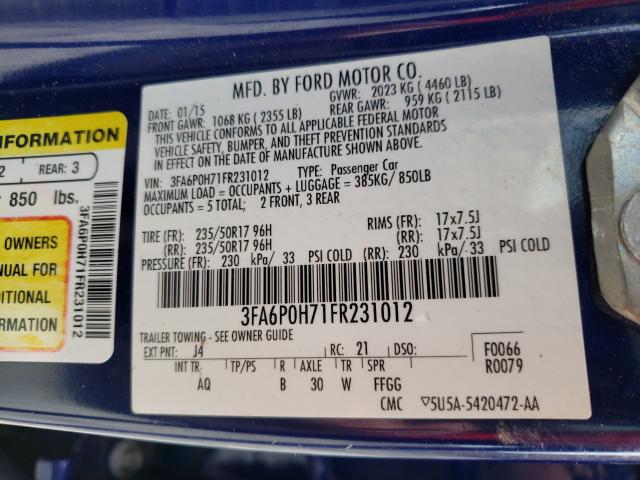 MFD. BY FORD MOTOR CO.
DATE: 01/15 GVWR: 2023 KG ( 4460 LB)
FRONT GAWR: 1068 KG ( 2355 LB) REAR GAWR: 959 KG ( 2115 LB)
THIS VEHICLE CONFORMS TO ALL APPLICABLE FEDERAL MOTOR
VEHICLE SAFETY, BUMPER, AND THEFT PREVENTION STANDARDS
IN EFFECT ON THE DATE OF MANUFACTURE SHOWN ABOVE.
VIN: 3FA6P0H71FR231012 TYPE: Passenger Car
MAXIMUM LOAD = OCCUPANTS + LUGGAGE = 385KG/ 850LB
OCCUPANTS = 5 TOTAL; 2 FRONT, 3 REAR
TIRE (FR): 235/50R17 96H RIMS (FR): 17x7.5J
(RR): 235/50R17 96H (RR): 17x7.5J
PRESSURE (FR): 230 kPa/ 33 PSI COLD (RR): 230 kPa/ 33 PSI COLD
3FA6P0H71FR231012
TRAILER TOWING - SEE OWNER GUIDE
EXT PNT: J4 RC: 21 DSO: F0066
R0079
INT TR TP/PS R AXLE TR SPR
AQ B 30 W FFGG
CMC ▽5U5A-5420472-AA
INFORMATION
2 REAR: 3
850 lbs.
OWNERS
NUAL FOR
DITIONAL
ORMATION
3FA6P0H71FR231012